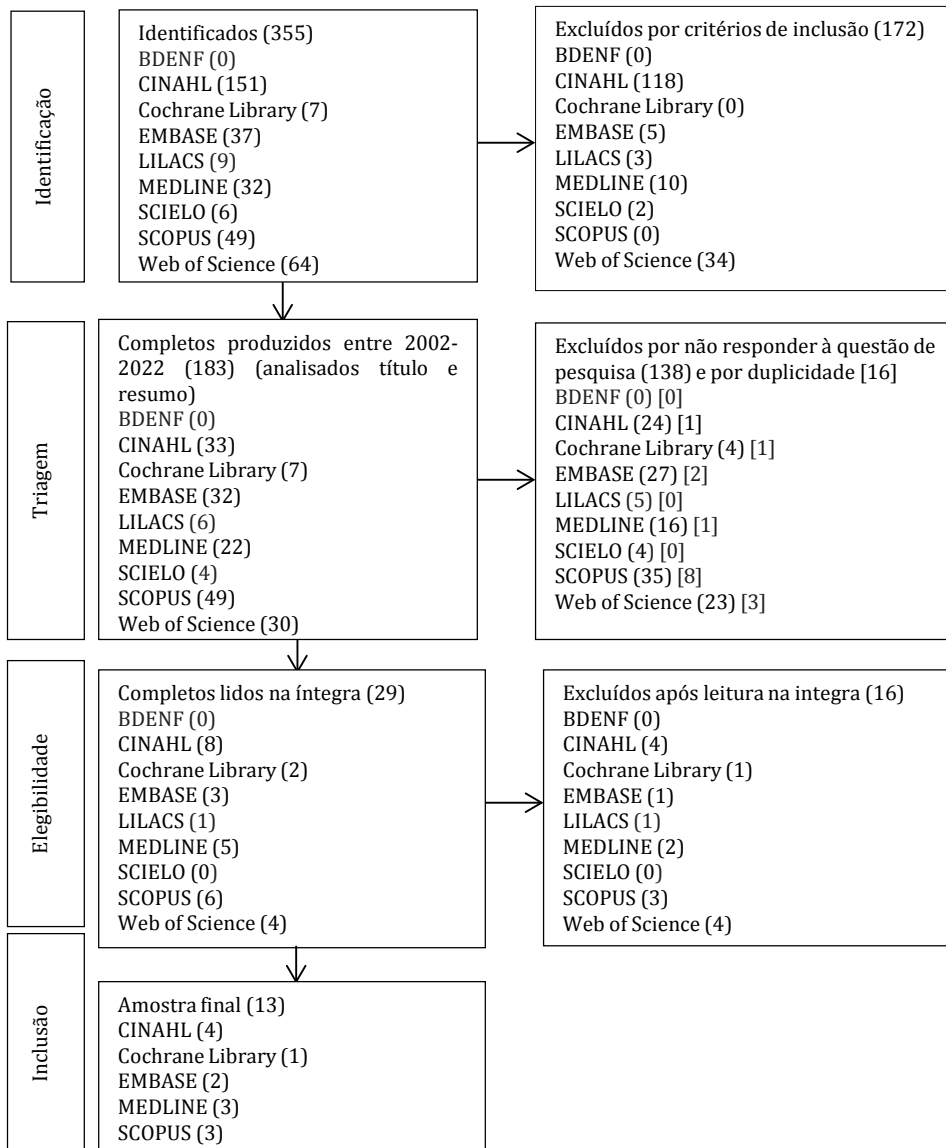 Identificação
Identificados (355)
BDENF (0)
CINAHL (151)
Cochrane Library (7)
EMBASE (37)
LILACS (9)
MEDLINE (32)
SCIELO (6)
SCOPUS (49)
Web of Science (64)
Excluídos por critérios de inclusão (172)
BDENF (0)
CINAHL (118)
Cochrane Library (0)
EMBASE (5)
LILACS (3)
MEDLINE (10)
SCIELO (2)
SCOPUS (0)
Web of Science (34)
Triagem
Completos produzidos entre 2002-
2022 (183) (analisados título e
resumo)
BDENF (0)
CINAHL (33)
Cochrane Library (7)
EMBASE (32)
LILACS (6)
MEDLINE (22)
SCIELO (4)
SCOPUS (49)
Web of Science (30)
Excluídos por não responder à questão de
pesquisa (138) e por duplicidade [16]
BDENF (0) [0]
CINAHL (24) [1]
Cochrane Library (4) [1]
EMBASE (27) [2]
LILACS (5) [0]
MEDLINE (16) [1]
SCIELO (4) [0]
SCOPUS (35) [8]
Web of Science (23) [3]
Elegibilidade
Completos lidos na íntegra (29)
BDENF (0)
CINAHL (8)
Cochrane Library (2)
EMBASE (3)
LILACS (1)
MEDLINE (5)
SCIELO (0)
SCOPUS (6)
Web of Science (4)
Excluídos após leitura na integra (16)
BDENF (0)
CINAHL (4)
Cochrane Library (1)
EMBASE (1)
LILACS (1)
MEDLINE (2)
SCIELO (0)
SCOPUS (3)
Web of Science (4)
Inclusão
Amostra final (13)
CINAHL (4)
Cochrane Library (1)
EMBASE (2)
MEDLINE (3)
SCOPUS (3)